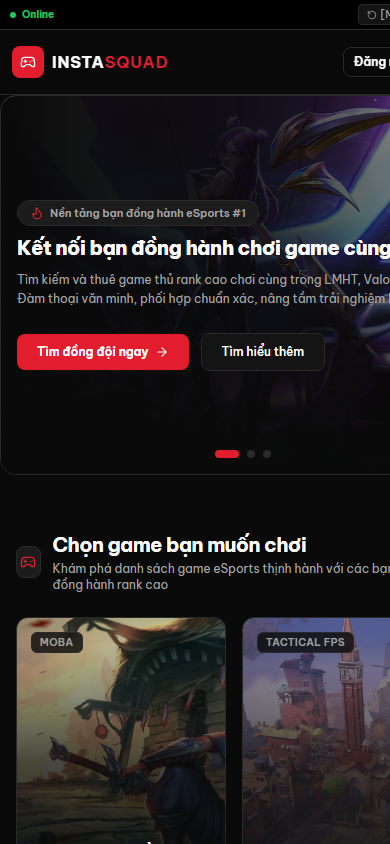 Online
INSTASQUAD
Đăng
Nền tảng bạn đồng hành eSports #1
Kết nối bạn đồng hành chơi game cùng
Tìm kiếm và thuê game thủ rank cao chơi cùng trong LMHT, Valo
Đàm thoại văn minh, phối hợp chuẩn xác, nâng tầm trải nghiệm
Tìm đồng đội ngay
Tìm hiểu thêm
Chọn game bạn muốn chơi
Khám phá danh sách game eSports thịnh hành với các bạn
đồng hành rank cao
MOBA
TACTICAL FPS